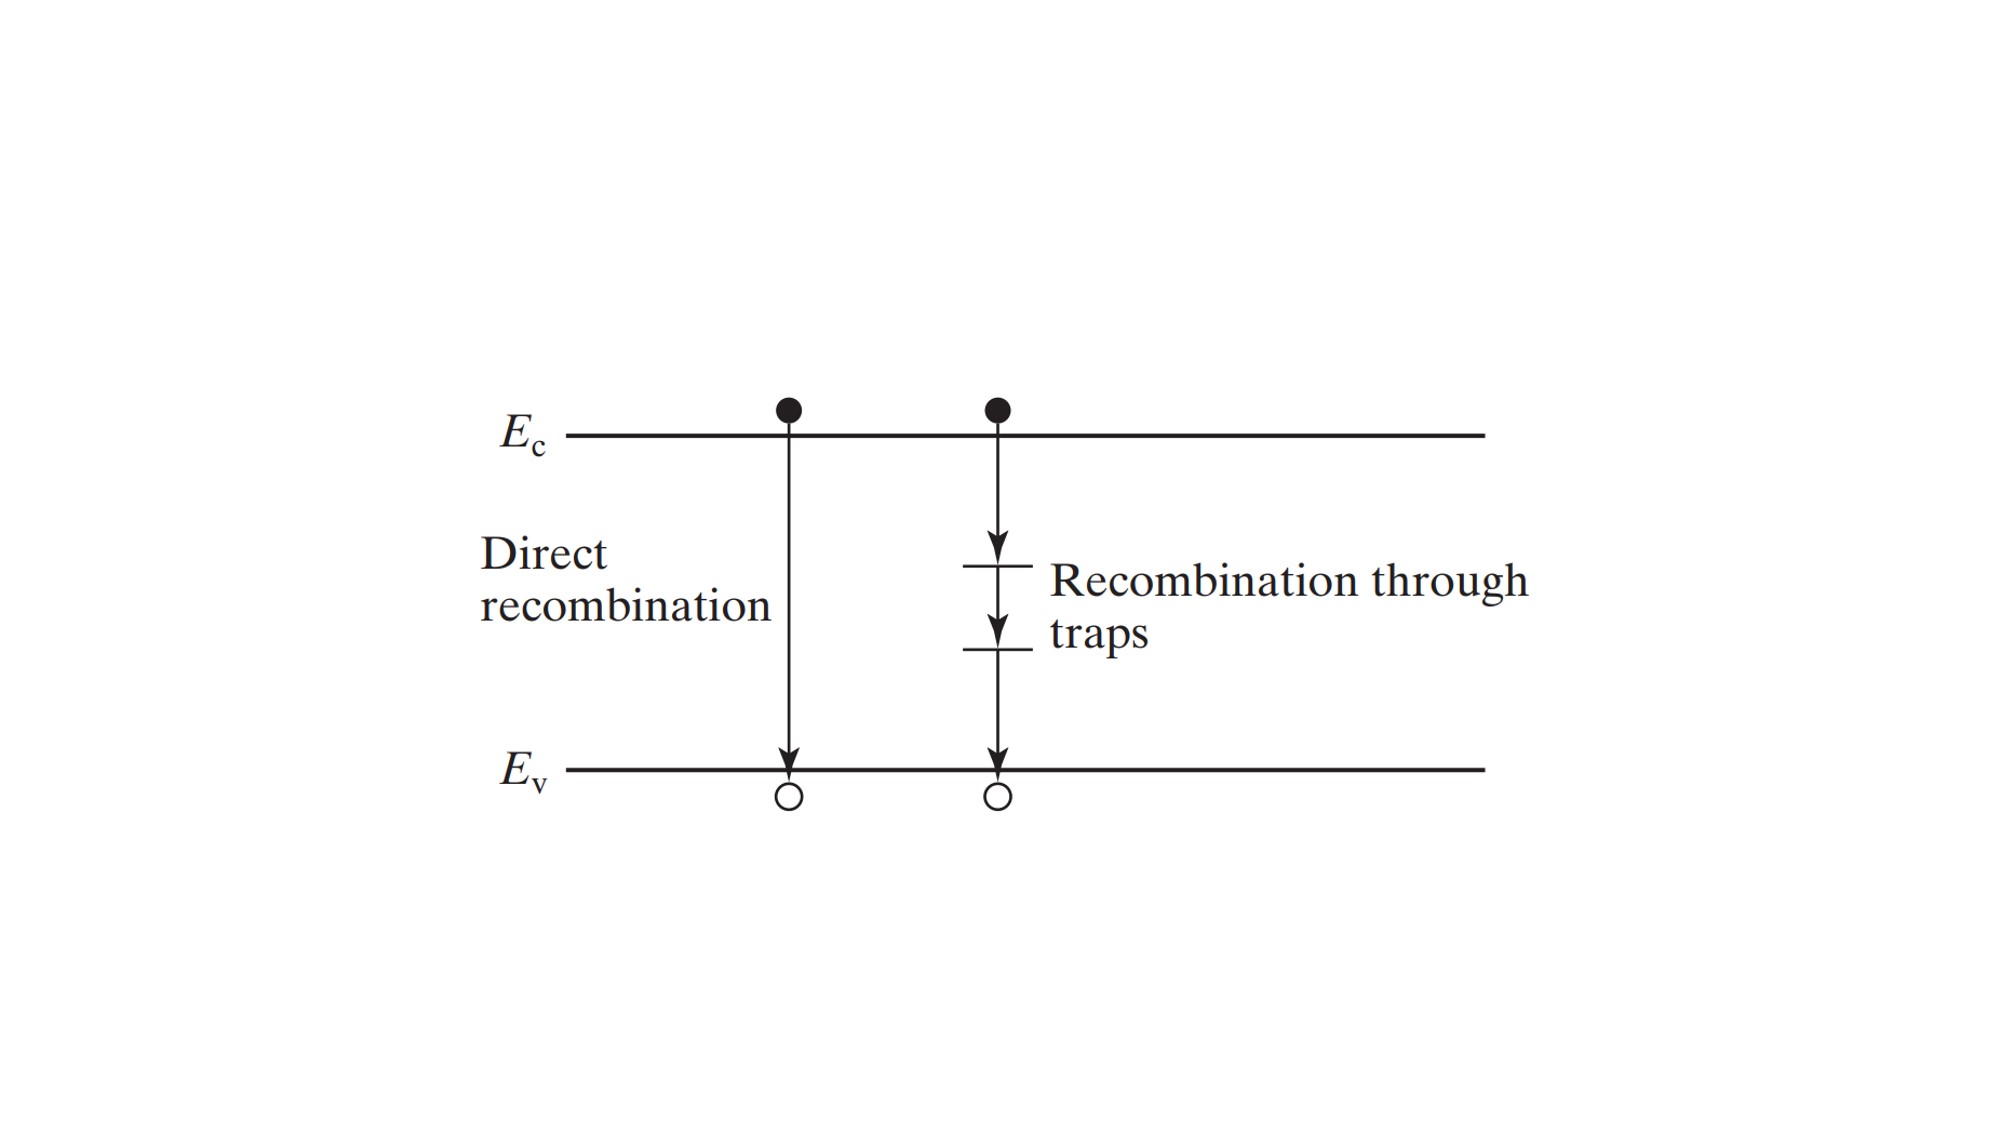 Ec
Direct
recombination
Recombination through
traps
Ev